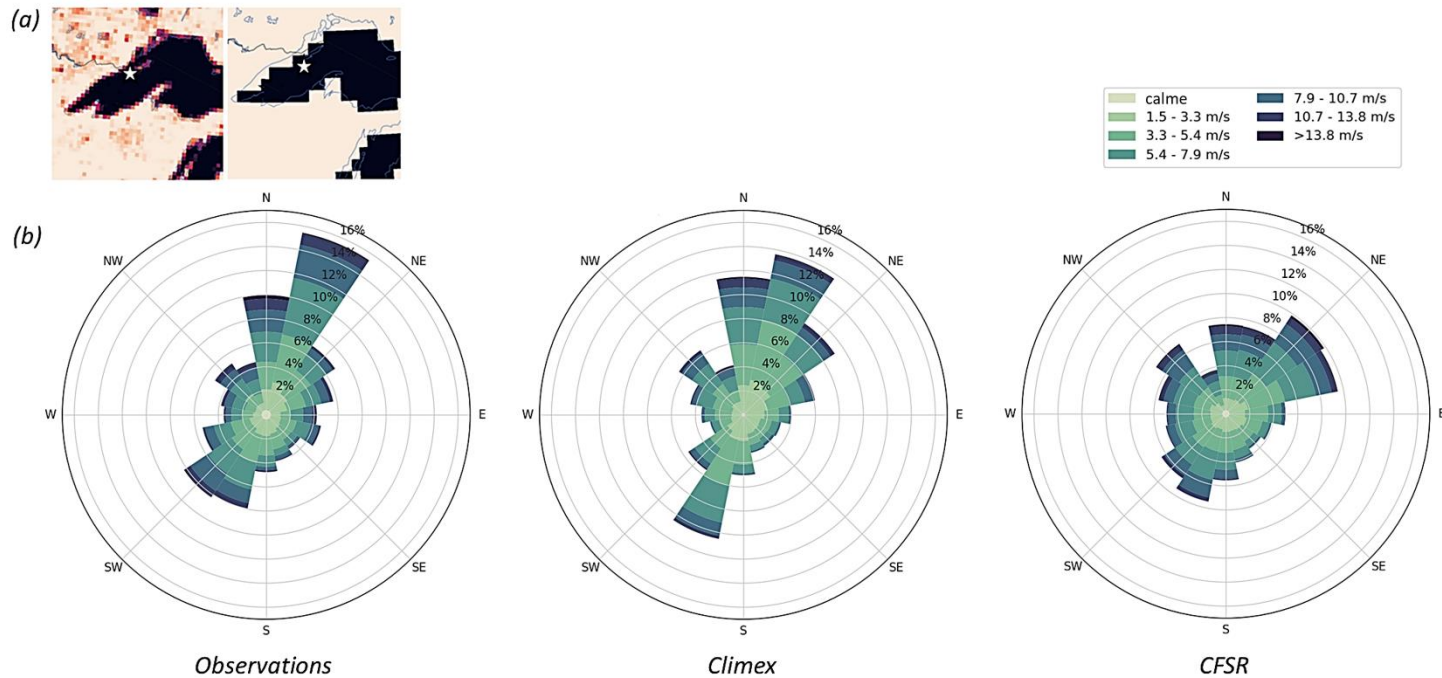 (a)
calme
1.5 - 3.3 m/s
3.3 - 5.4 m/s
5.4 - 7.9 m/s
7.9 - 10.7 m/s
10.7 - 13.8 m/s
>13.8 m/s
(b)
N
NE
E
SE
S
SW
W
NW
2%
4%
6%
8%
10%
12%
14%
16%
Observations
N
NE
E
SE
S
SW
W
NW
2%
4%
6%
8%
10%
12%
14%
16%
Climex
N
NE
E
SE
S
SW
W
NW
2%
4%
6%
8%
10%
12%
14%
16%
CFSR